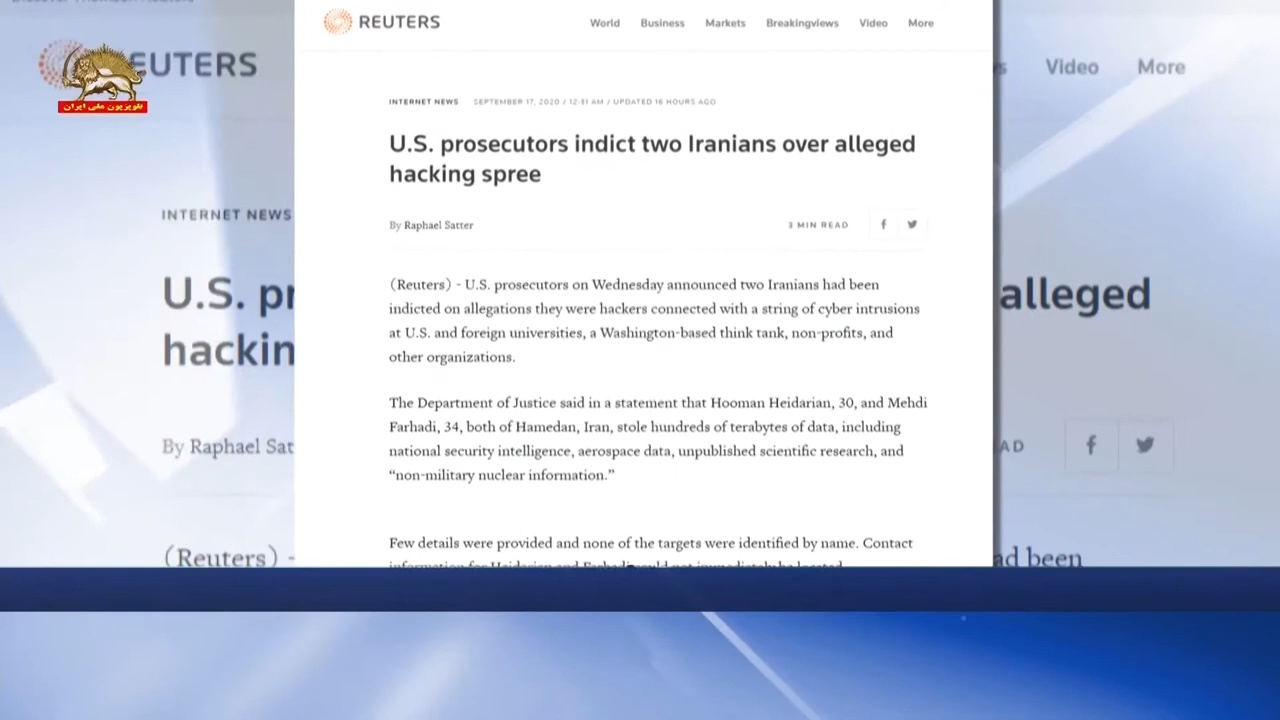 REUTERS
World Business Markets Breakingviews Video More
EUTERS
تلویزیون ملی ایران
s Video More
INTERNET NEWS SEPTEMBER 17, 2020 / 12:31 AM / UPDATED 16 HOURS AGO
U.S. prosecutors indict two Iranians over alleged
hacking spree
By Raphael Satter
3 MIN READ
(Reuters) - U.S. prosecutors on Wednesday announced two Iranians had been
indicted on allegations they were hackers connected with a string of cyber intrusions
at U.S. and foreign universities, a Washington-based think tank, non-profits, and
other organizations.
The Department of Justice said in a statement that Hooman Heidarian, 30, and Mehdi
Farhadi, 34, both of Hamedan, Iran, stole hundreds of terabytes of data, including
national security intelligence, aerospace data, unpublished scientific research, and
“non-military nuclear information.”
Few details were provided and none of the targets were identified by name. Contact
INTERNET NEWS
U.S. pr
alleged
hackin
By Raphael Sat
AD
(Reuters) -
ad been